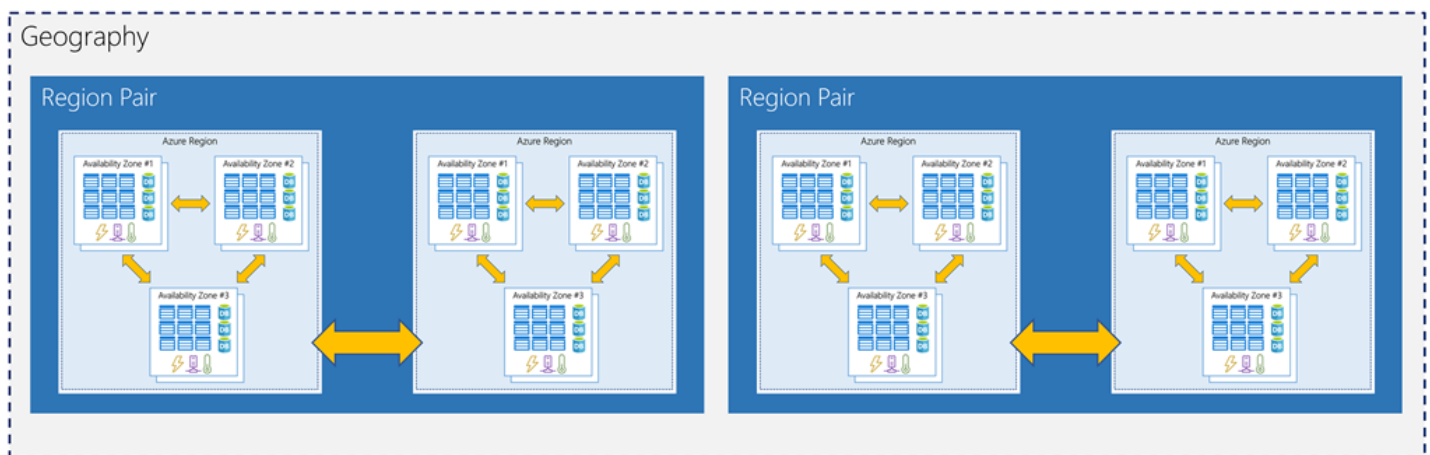 Geography
Region Pair
Azure Region
Availability Zone #1
DB
DB
DB
Availability Zone #2
DB
DB
DB
Availability Zone #3
DB
DB
DB
Azure Region
Availability Zone #1
DB
DB
DB
Availability Zone #2
DB
DB
DB
Availability Zone #3
DB
DB
DB
Region Pair
Azure Region
Availability Zone #1
DB
DB
DB
Availability Zone #2
DB
DB
DB
Availability Zone #3
DB
DB
DB
Azure Region
Availability Zone #1
DB
DB
DB
Availability Zone #2
DB
DB
DB
Availability Zone #3
DB
DB
DB